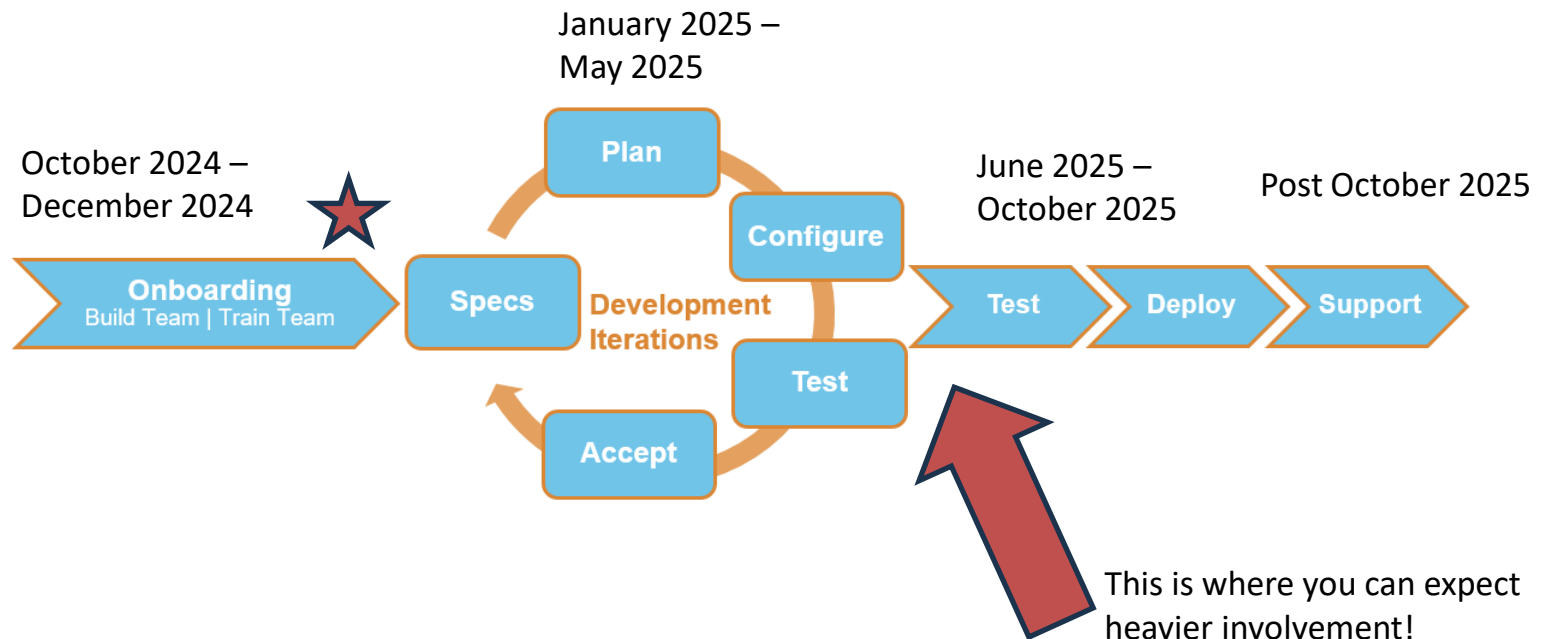 January 2025 –
May 2025
October 2024 –
December 2024
June 2025 –
October 2025
Post October 2025
Onboarding
Build Team | Train Team
Specs
Plan
Configure
Test
Accept
Development
Iterations
Test
Deploy
Support
This is where you can expect
heavier involvement!